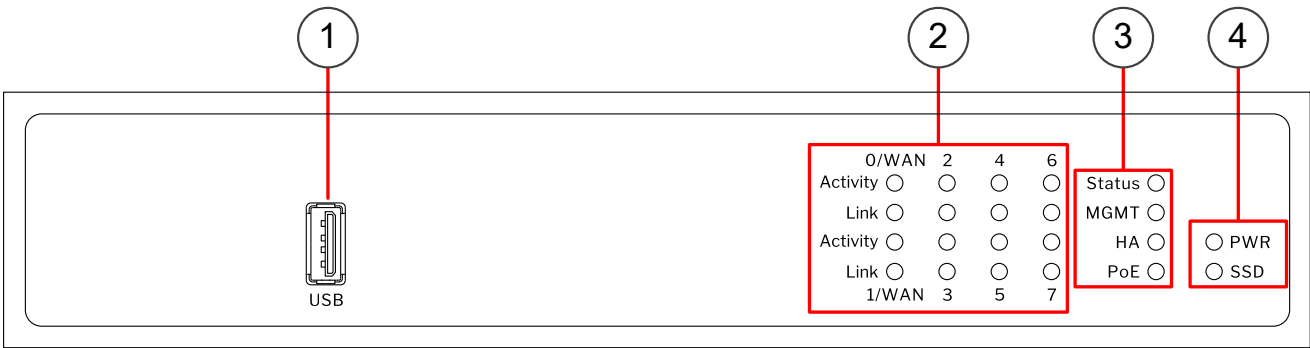 1 2 3 4
0/WAN 2 4 6
Activity Status
Link MGMT
Activity HA PWR
Link PoE SSD
1/WAN 3 5 7
USB